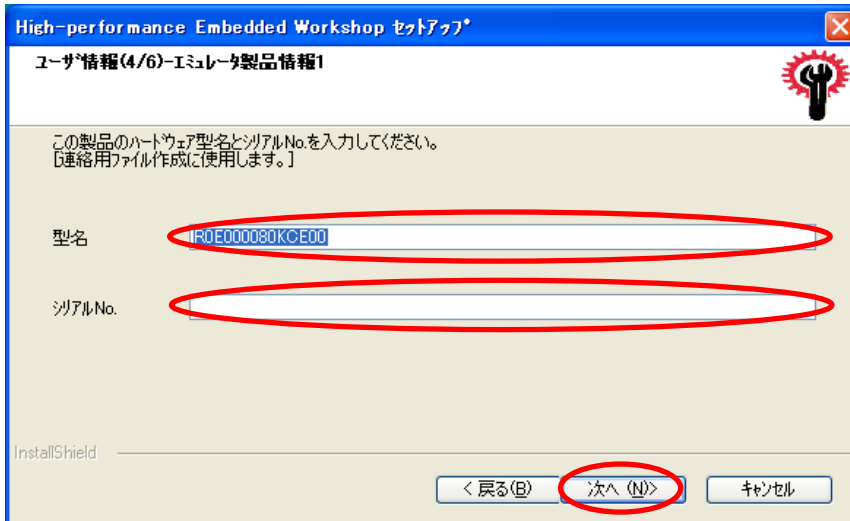 High-performance Embedded Workshop セットアップ
ユーザ情報(4/6)-エミュレータ製品情報1
この製品のハードウェア型名とシリアルNo.を入力してください。
[連絡用ファイル作成に使用します。]
型名
R0E000080KCE00
シリアルNo.
InstallShield
< 戻る(B)
次へ (N)>
キャンセル